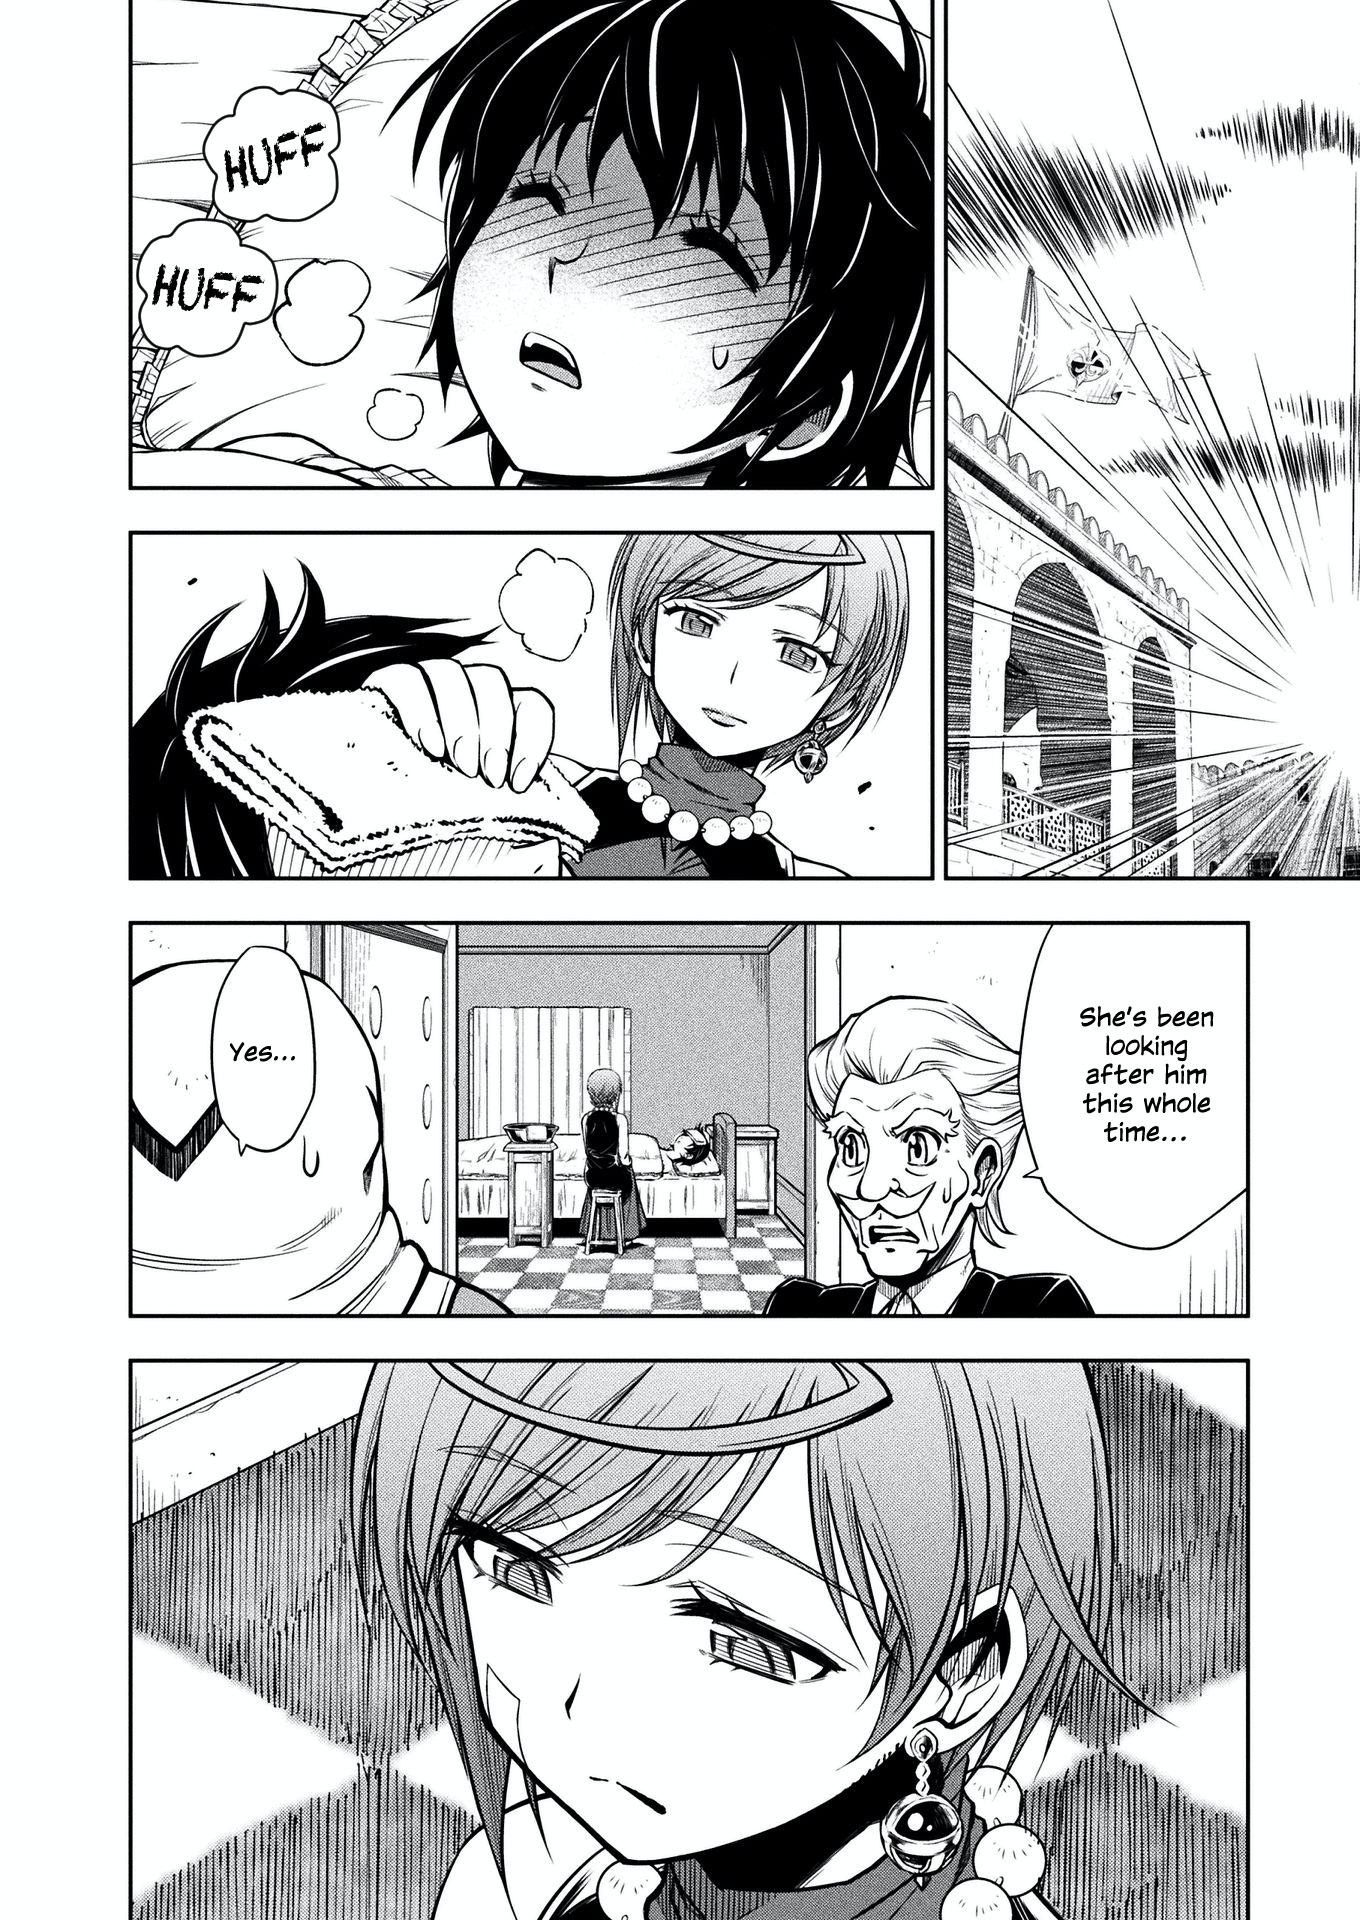 HUFF
HUFF
She's been
looking
after him
this whole
time...
Yes...